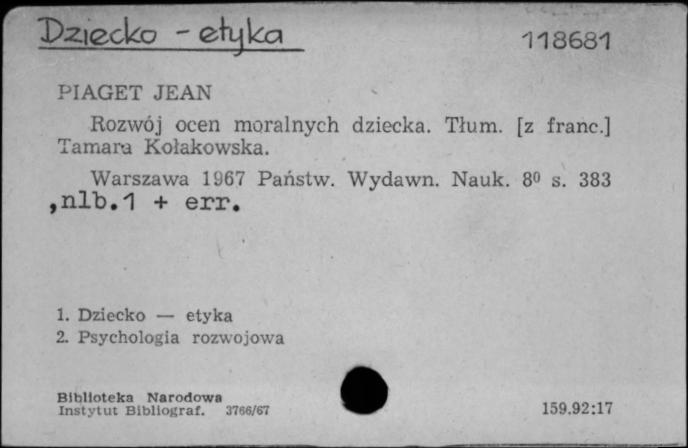 Dziecko - etyka
118681
PIAGET JEAN
Rozwój ocen moralnych dziecka. Tłum. [z franc.]
Tamara Kołakowska.
Warszawa 1967 Państw. Wydawn. Nauk. 8⁰ s. 383
,nlb.1 + err.
1. Dziecko — etyka
2. Psychologia rozwojowa
Biblioteka Narodowa
Instytut Bibliograf. 3766/67
159.92:17